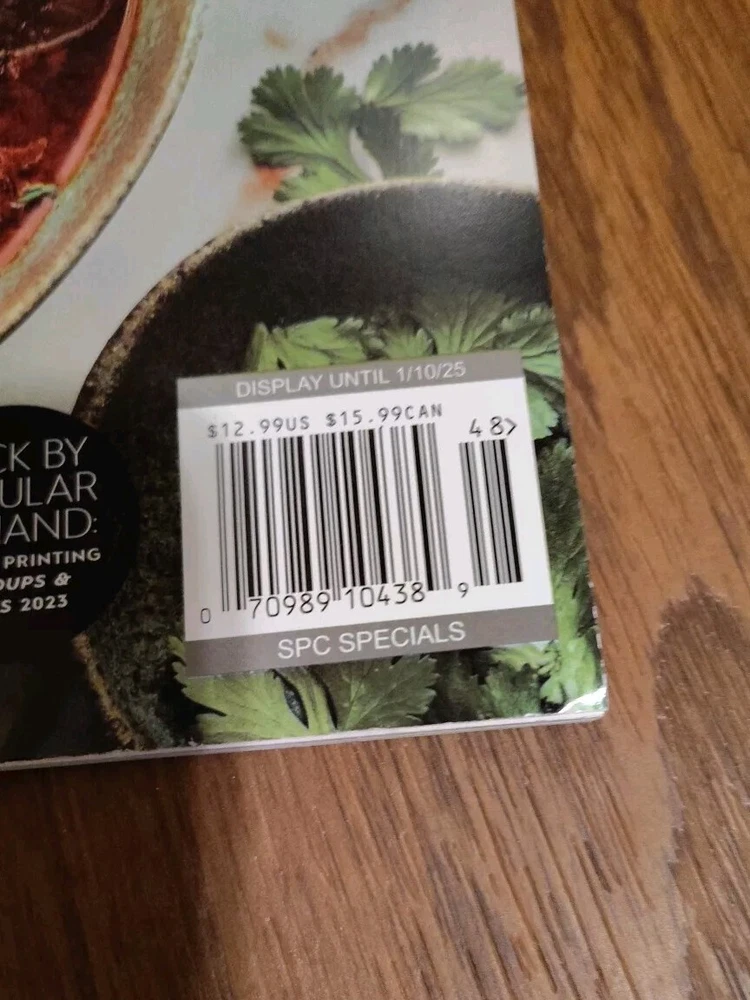 DISPLAY UNTIL 1/10/25
$12.99US $15.99CAN
48>
0 70989 10438 9
SPC SPECIALS
CK BY
ULAR
AND:
PRINTING
OUPS &
S 2023